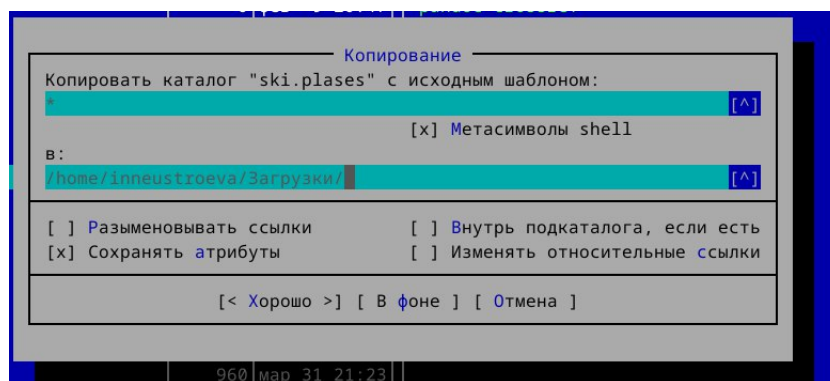 Копирование
Копировать каталог "ski.plases" с исходным шаблоном:
* [^]
[x] Метасимволы shell
в:
/home/inneustroeva/Загрузки/ [^]
[ ] Разыменовывать ссылки [ ] Внутрь подкаталога, если есть
[x] Сохранять атрибуты [ ] Изменять относительные ссылки
[< Хорошо >] [ В фоне ] [ Отмена ]
960 мар 31 21:23